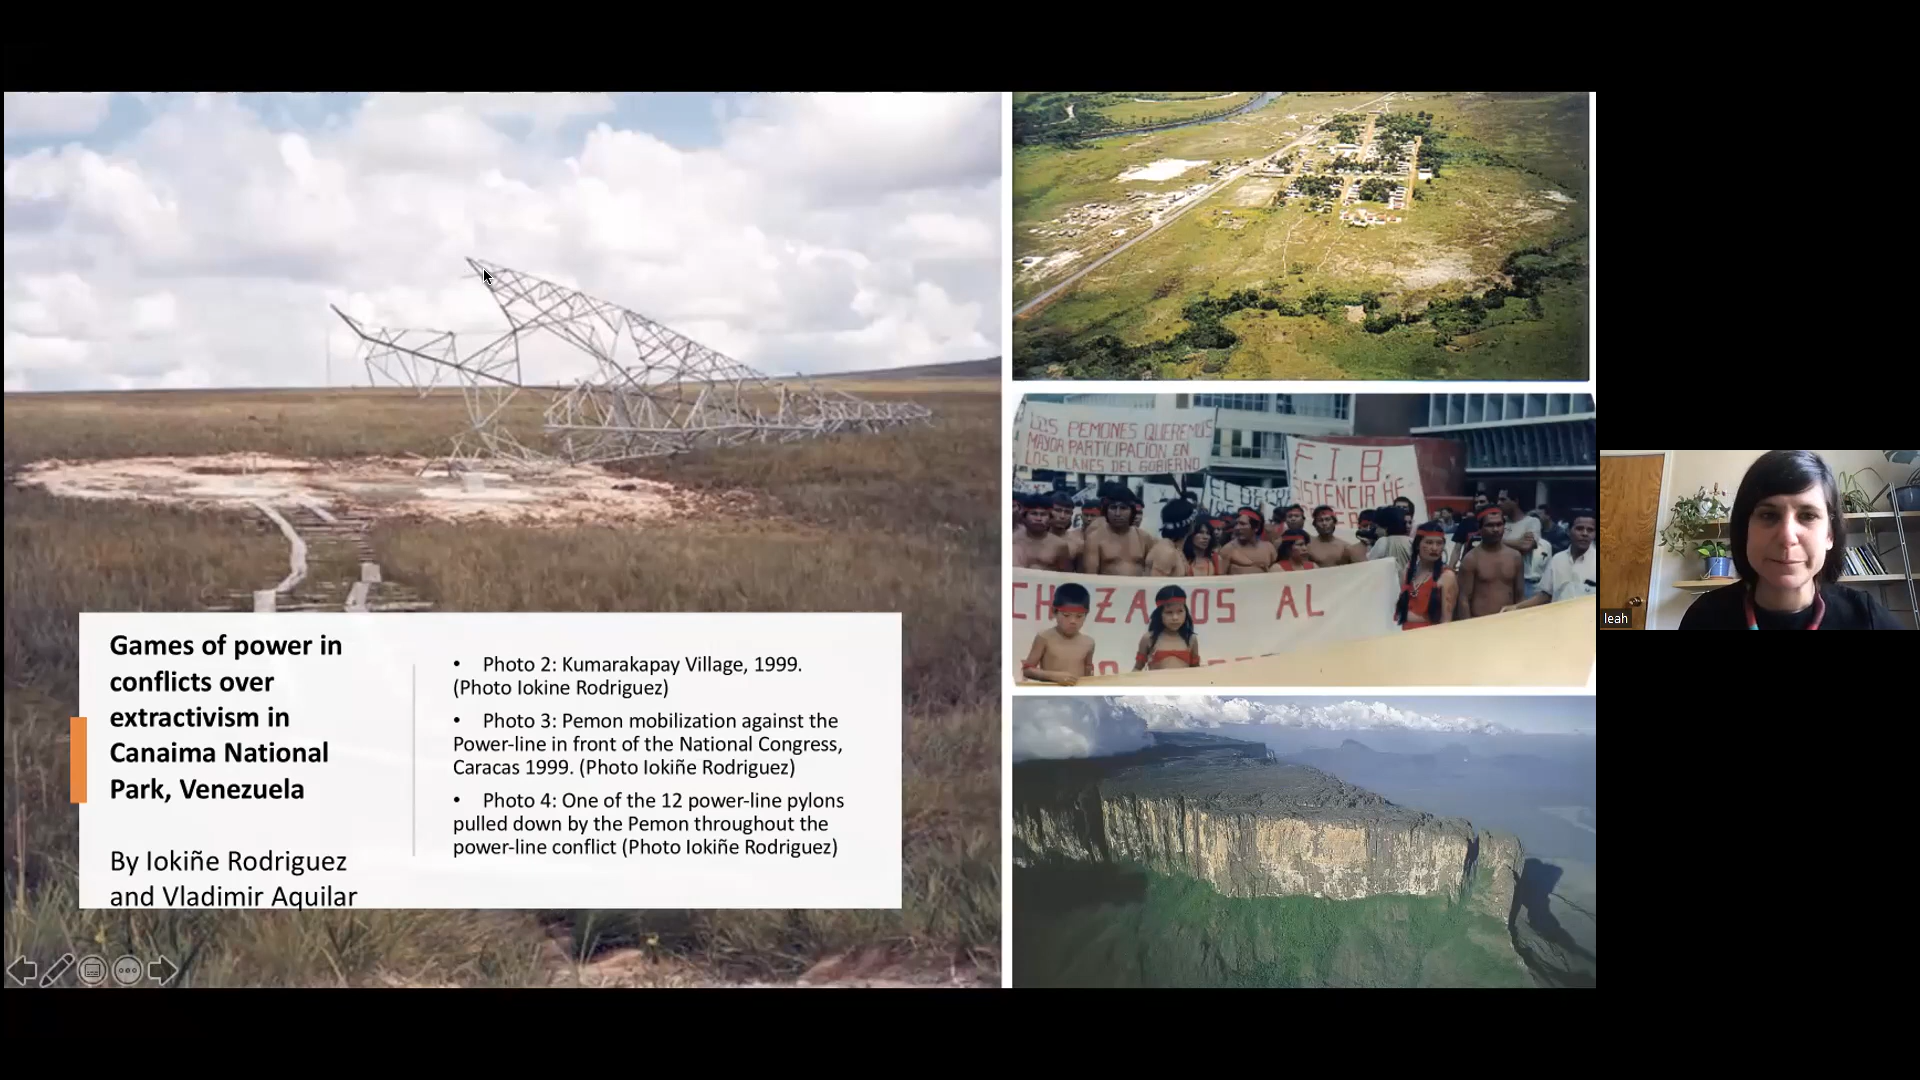 Games of power in
conflicts over
extractivism in
Canaima National
Park, Venezuela
By Iokiñe Rodriguez
and Vladimir Aquilar
• Photo 2: Kumarakapay Village, 1999.
(Photo Iokine Rodriguez)
• Photo 3: Pemon mobilization against the
Power-line in front of the National Congress,
Caracas 1999. (Photo Iokiñe Rodriguez)
• Photo 4: One of the 12 power-line pylons
pulled down by the Pemon throughout the
power-line conflict (Photo Iokiñe Rodriguez)
LOS PEMONES QUEREMOS
MAYOR PARTICIPACION EN
LOS PLANES DEL GOBIERNO
F.I.B.
AL
leah